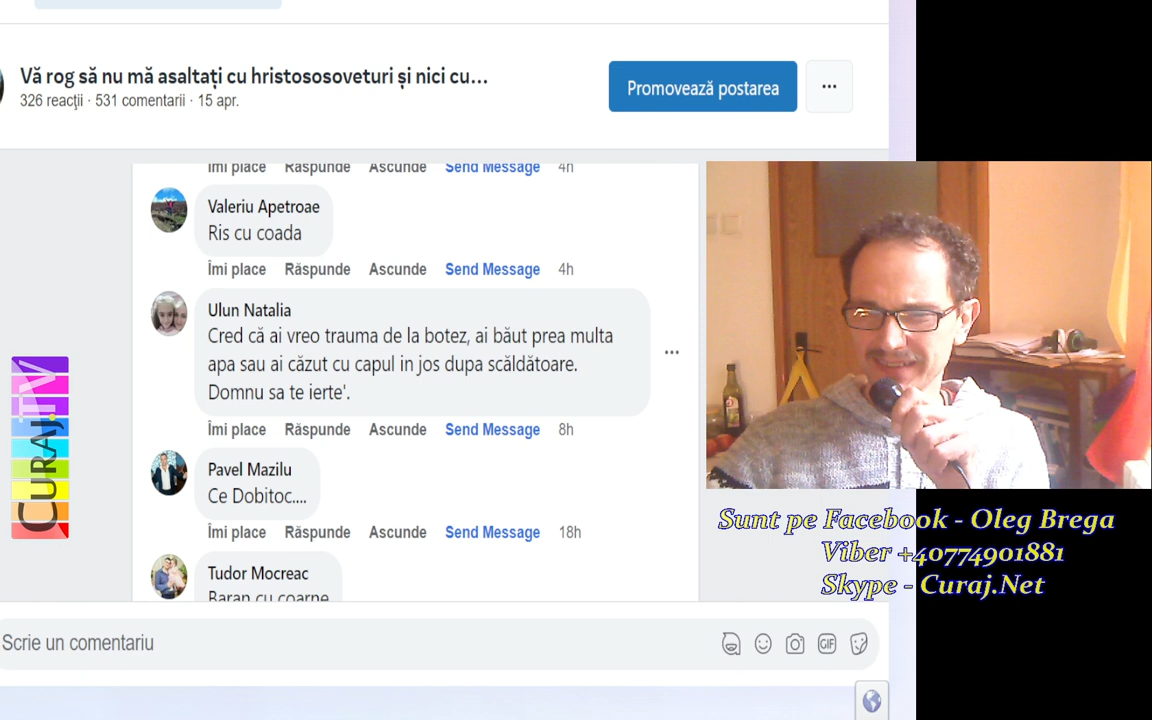 Vă rog să nu mă asaltați cu hristososoveturi și nici cu...
326 reacții · 531 comentarii · 15 apr.
Promovează postarea
Îmi place Răspunde Ascunde Send Message 4h
Valeriu Apetroae
Ris cu coada
Îmi place Răspunde Ascunde Send Message 4h
Ulun Natalia
Cred că ai vreo trauma de la botez, ai băut prea multa
apa sau ai căzut cu capul in jos dupa scăldătoare.
Domnu sa te ierte'.
Îmi place Răspunde Ascunde Send Message 8h
Pavel Mazilu
Ce Dobitoc....
Îmi place Răspunde Ascunde Send Message 18h
Tudor Mocreac
Baran cu coarne
Scrie un comentariu
GIF
CURAJ.TV
Sunt pe Facebook - Oleg Brega
Viber +40774901881
Skype - Curaj.Net